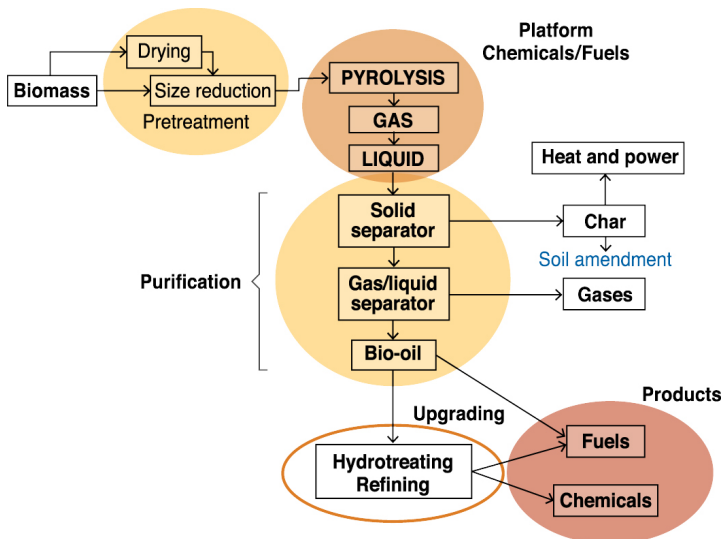 Platform
Chemicals/Fuels
Drying
Biomass
Size reduction
Pretreatment
PYROLYSIS
GAS
LIQUID
Heat and power
Solid
separator
Char
Soil amendment
Purification
Gas/liquid
separator
Gases
Bio-oil
Products
Upgrading
Fuels
Hydrotreating
Refining
Chemicals